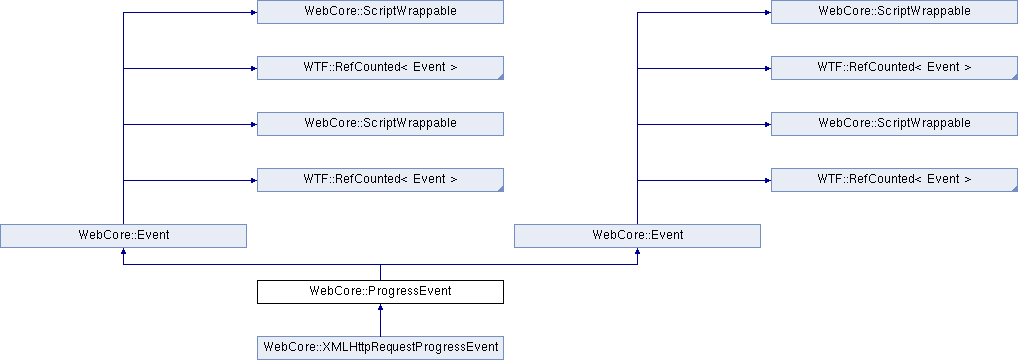 WebCore::ScriptWrappable
WebCore::ScriptWrappable
WTF::RefCounted< Event >
WTF::RefCounted< Event >
WebCore::ScriptWrappable
WebCore::ScriptWrappable
WTF::RefCounted< Event >
WTF::RefCounted< Event >
WebCore::Event
WebCore::Event
WebCore::ProgressEvent
WebCore::XMLHttpRequestProgressEvent